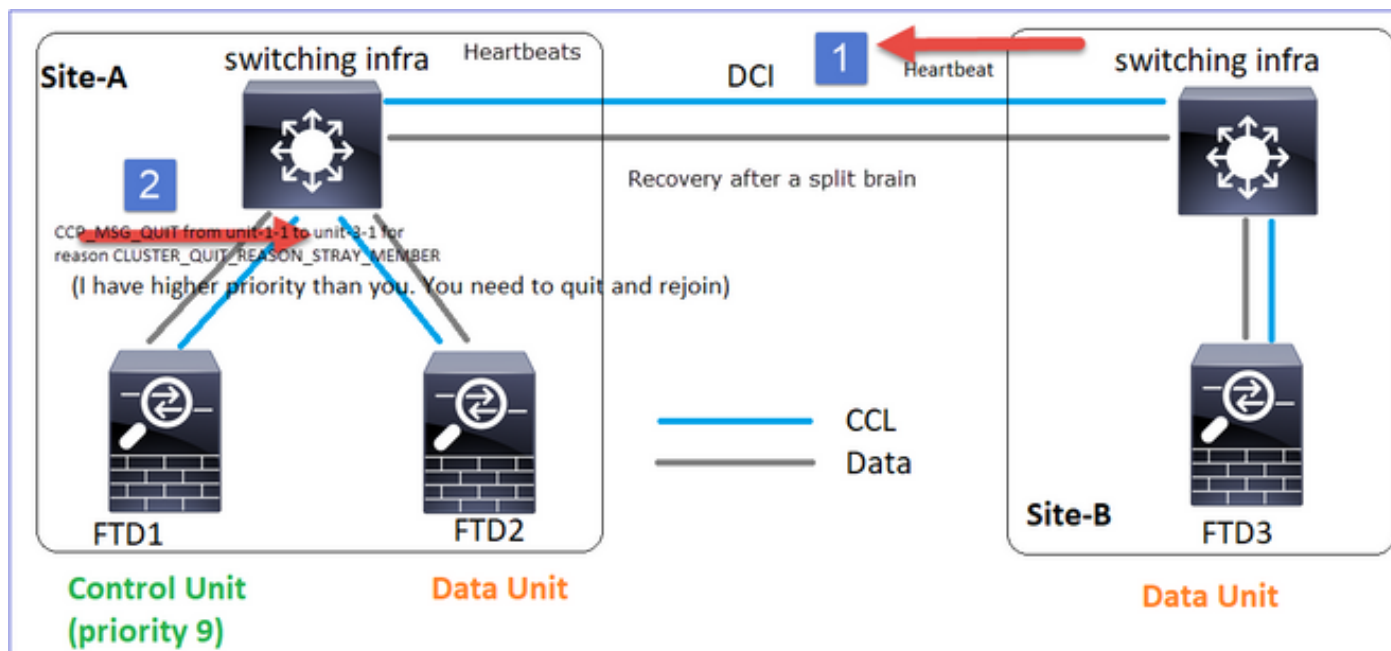 Site-A
switching infra
Heartbeats
DCI
1
Heartbeat
switching infra
2
Recovery after a split brain
CCP_MSG_QUIT from unit-1-1 to unit-3-1 for
reason CLUSTER_QUIT_REASON_STRAY_MEMBER
(I have higher priority than you. You need to quit and rejoin)
CCL
Data
FTD1
FTD2
Site-B
FTD3
Control Unit
(priority 9)
Data Unit
Data Unit